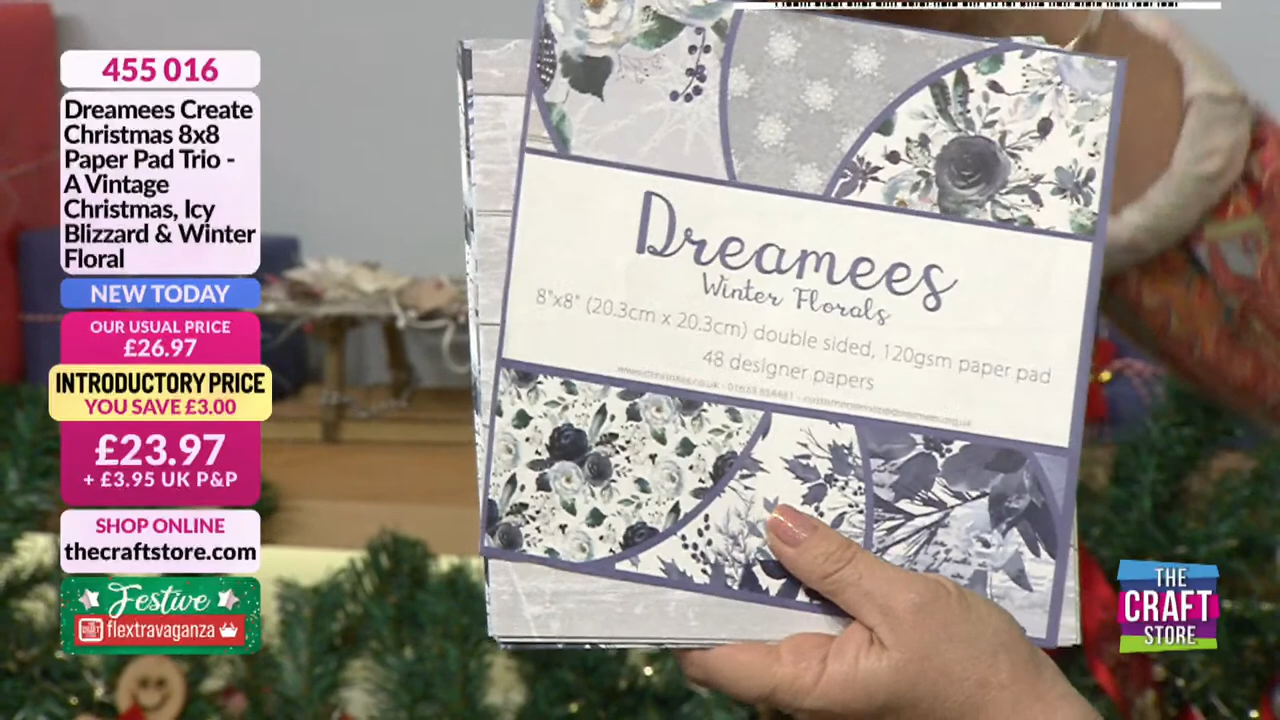 455 016
Dreamees Create
Christmas 8x8
Paper Pad Trio -
A Vintage
Christmas, Icy
Blizzard & Winter
Floral
NEW TODAY
OUR USUAL PRICE
£26.97
INTRODUCTORY PRICE
YOU SAVE £3.00
£23.97
+ £3.95 UK P&P
SHOP ONLINE
thecraftstore.com
Festive
flextravaganza
Dreamees
Winter Florals
8"x8" (20.3cm x 20.3cm) double sided, 120gsm paper pad
48 designer papers
THE
CRAFT
STORE